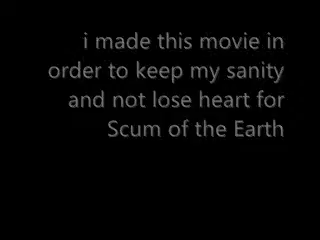 i made this movie in
order to keep my sanity
and not lose heart for
Scum of the Earth